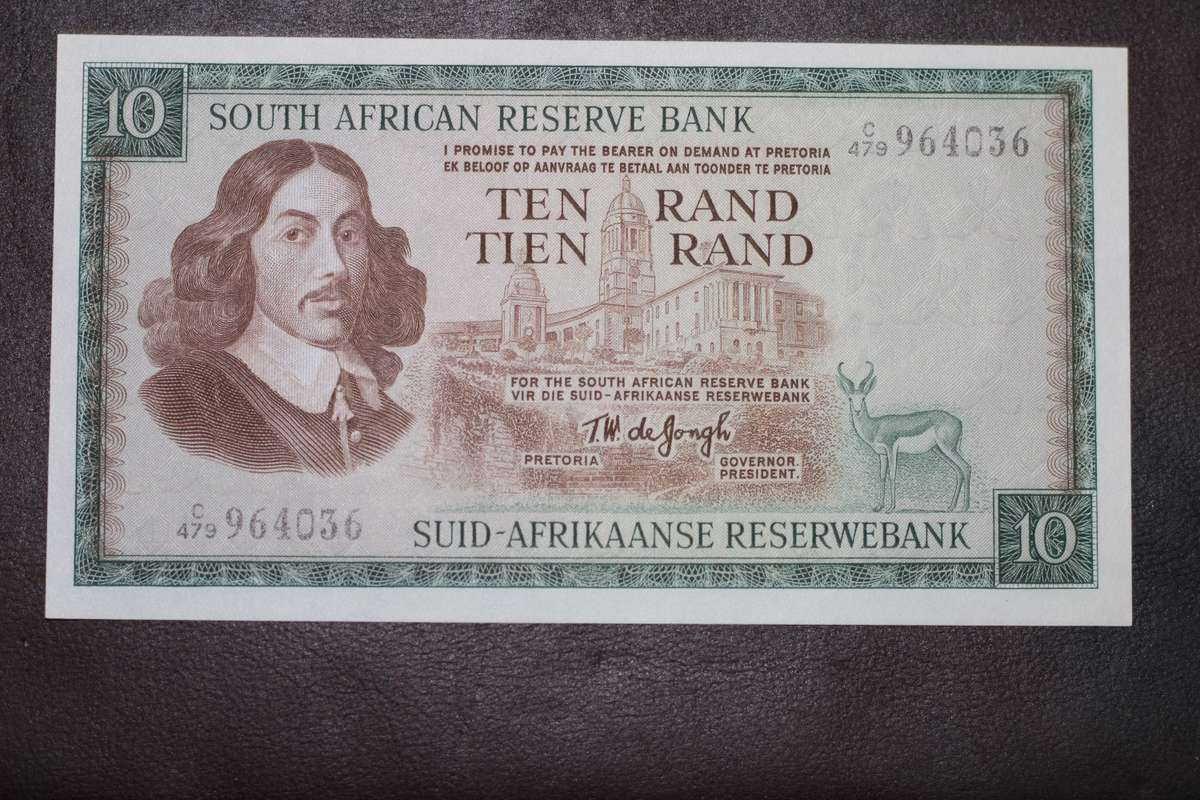 10
SOUTH AFRICAN RESERVE BANK
C/479 964036
I PROMISE TO PAY THE BEARER ON DEMAND AT PRETORIA
EK BELOOF OP AANVRAAG TE BETAAL AAN TOONDER TE PRETORIA
TEN RAND
TIEN RAND
FOR THE SOUTH AFRICAN RESERVE BANK
VIR DIE SUID-AFRIKAANSE RESERWEBANK
T.W. de Jongh
PRETORIA
GOVERNOR.
PRESIDENT.
C/479 964036
SUID-AFRIKAANSE RESERWEBANK
10